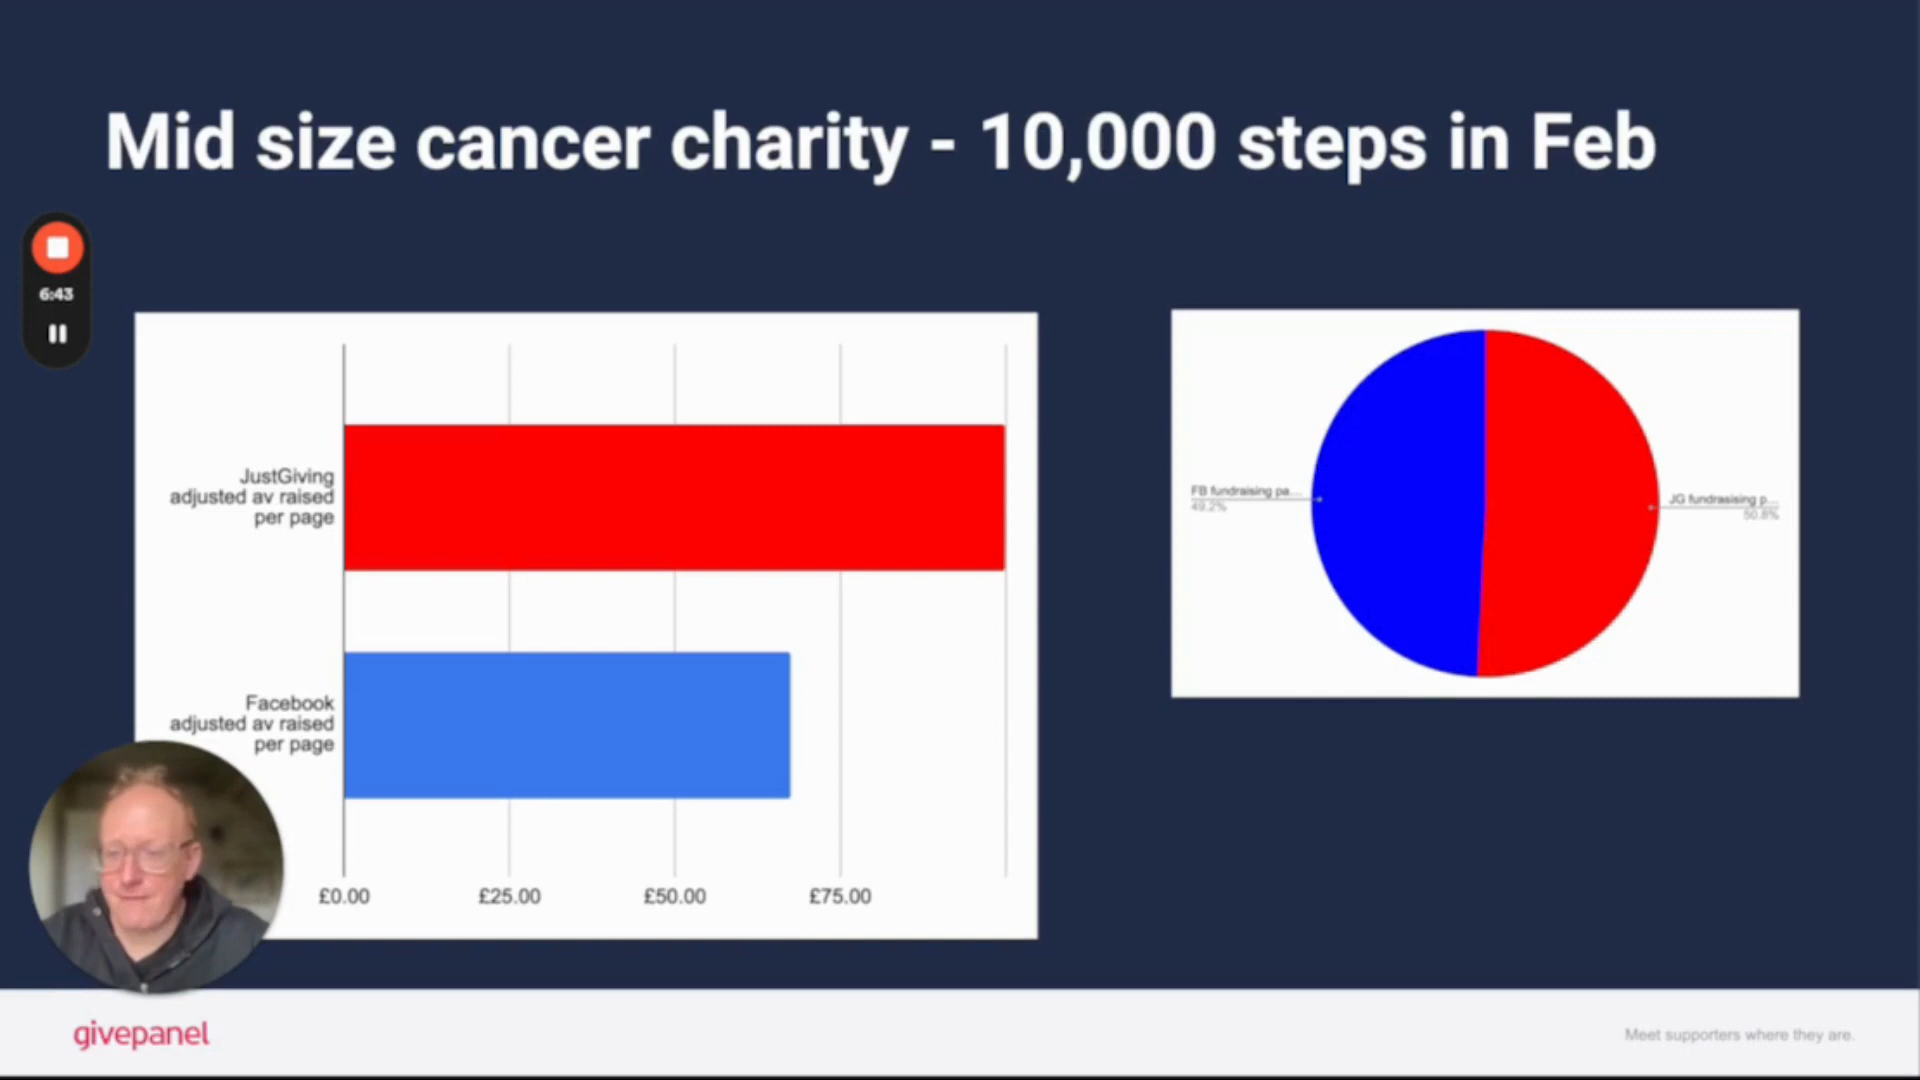 Mid size cancer charity - 10,000 steps in Feb
6:43
JustGiving
adjusted av raised
per page
Facebook
adjusted av raised
per page
£0.00
£25.00
£50.00
£75.00
FB fundraising pa...
49.2%
JG fundrasising p...
50.8%
givepanel
Meet supporters where they are.